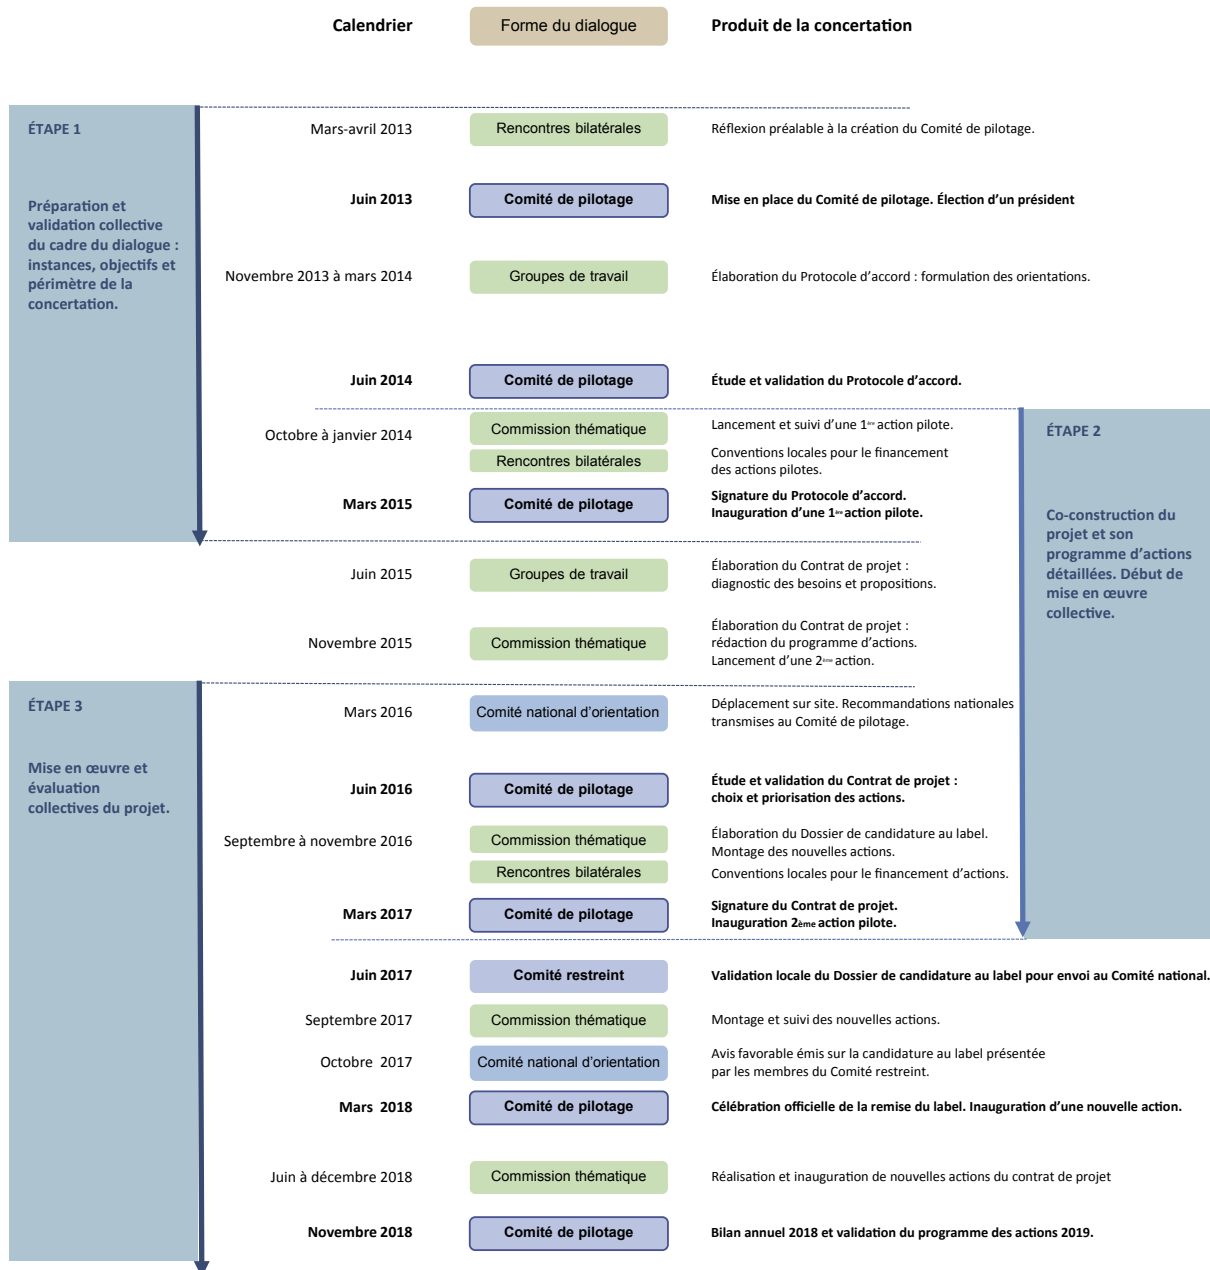 Calendrier
Forme du dialogue
Produit de la concertation
ÉTAPE 1
Préparation et
validation collective
du cadre du dialogue :
instances, objectifs et
périmètre de la
concertation.
Mars-avril 2013
Rencontres bilatérales
Réflexion préalable à la création du Comité de pilotage.
Juin 2013
Comité de pilotage
Mise en place du Comité de pilotage. Élection d’un président
Novembre 2013 à mars 2014
Groupes de travail
Élaboration du Protocole d’accord : formulation des orientations.
Juin 2014
Comité de pilotage
Étude et validation du Protocole d’accord.
ÉTAPE 2
Co-construction du
projet et son
programme d’actions
détaillées. Début de
mise en œuvre
collective.
Octobre à janvier 2014
Commission thématique
Lancement et suivi d’une 1ère action pilote.
Rencontres bilatérales
Conventions locales pour le financement
des actions pilotes.
Mars 2015
Comité de pilotage
Signature du Protocole d’accord.
Inauguration d’une 1ère action pilote.
Juin 2015
Groupes de travail
Élaboration du Contrat de projet :
diagnostic des besoins et propositions.
Novembre 2015
Commission thématique
Élaboration du Contrat de projet :
rédaction du programme d’actions.
Lancement d’une 2ème action.
ÉTAPE 3
Mise en œuvre et
évaluation
collectives du projet.
Mars 2016
Comité national d’orientation
Déplacement sur site. Recommandations nationales
transmises au Comité de pilotage.
Juin 2016
Comité de pilotage
Étude et validation du Contrat de projet :
choix et priorisation des actions.
Septembre à novembre 2016
Commission thématique
Élaboration du Dossier de candidature au label.
Montage des nouvelles actions.
Rencontres bilatérales
Conventions locales pour le financement d’actions.
Mars 2017
Comité de pilotage
Signature du Contrat de projet.
Inauguration 2ème action pilote.
Juin 2017
Comité restreint
Validation locale du Dossier de candidature au label pour envoi au Comité national.
Septembre 2017
Commission thématique
Montage et suivi des nouvelles actions.
Octobre 2017
Comité national d’orientation
Avis favorable émis sur la candidature au label présentée
par les membres du Comité restreint.
Mars 2018
Comité de pilotage
Célébration officielle de la remise du label. Inauguration d’une nouvelle action.
Juin à décembre 2018
Commission thématique
Réalisation et inauguration de nouvelles actions du contrat de projet
Novembre 2018
Comité de pilotage
Bilan annuel 2018 et validation du programme des actions 2019.